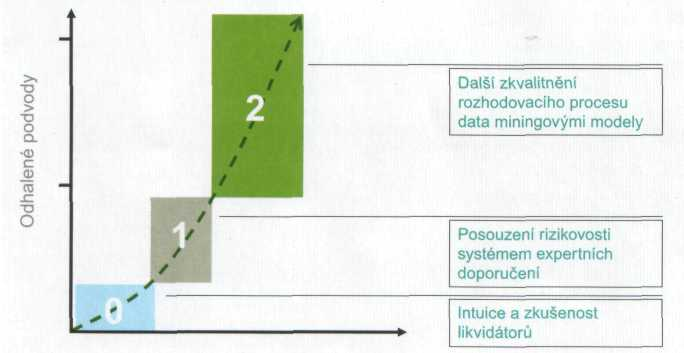 Odhalené podvody
2
Další zkvalitnění
rozhodovacího procesu
data miningovými modely
1
Posouzení rizikovosti
systémem expertních
doporučení
0
Intuice a zkušenost
likvidátorů